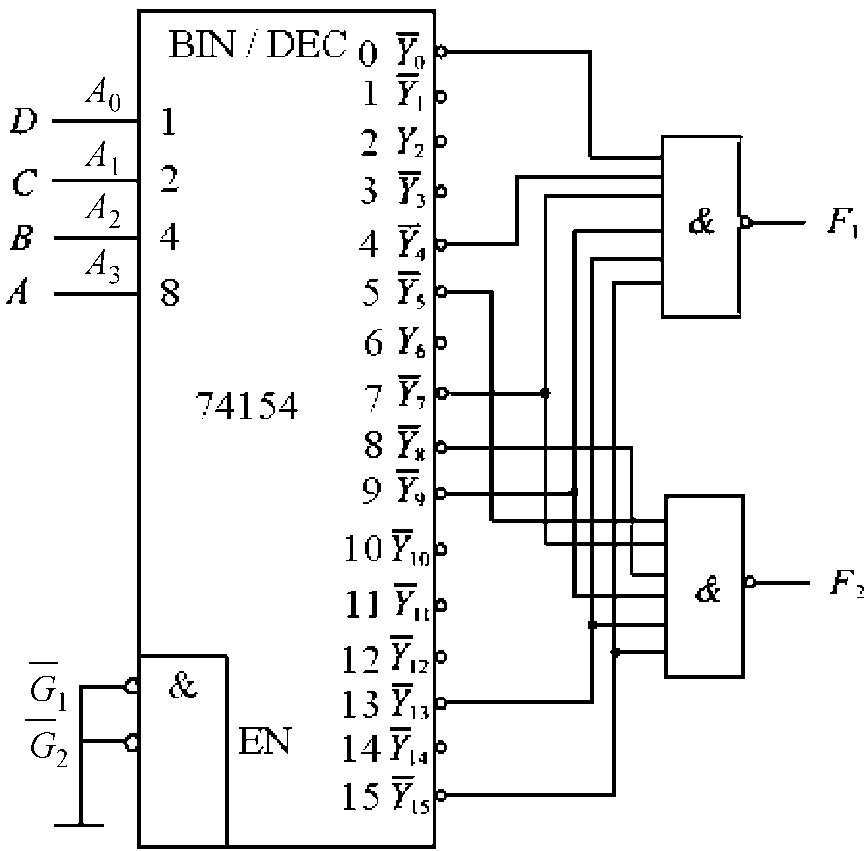 BIN / DEC
0 Y̅₀
1 Y̅₁
2 Y₂
3 Y̅₃
4 Y̅₄
5 Y̅₅
6 Y₆
7 Y̅₇
8 Y̅₈
9 Y̅₉
10 Y̅₁₀
11 Y̅₁₁
12 Y̅₁₂
13 Y̅₁₃
14 Y̅₁₄
15 Y̅₁₅
D A₀ 1
C A₁ 2
B A₂ 4
A A₃ 8
74154
G̅₁ &
G̅₂ EN
& F₁
& F₂